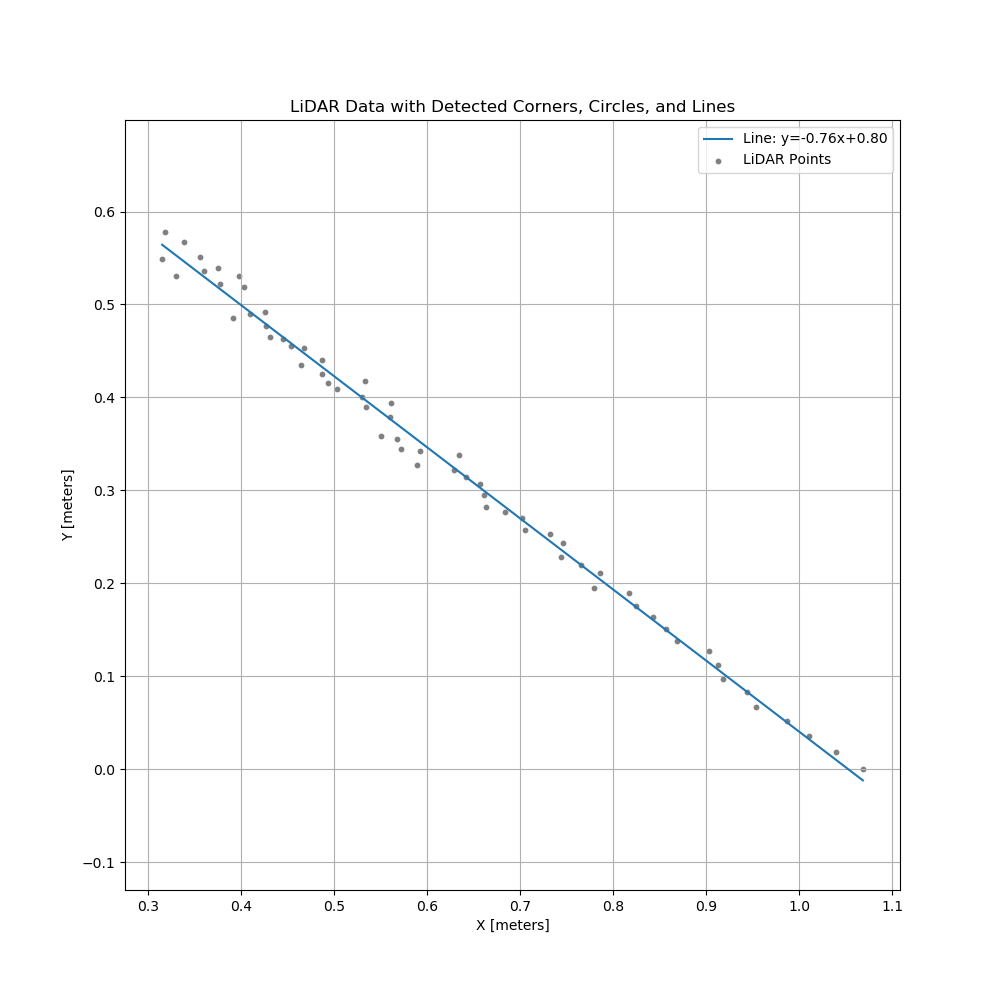 LiDAR Data with Detected Corners, Circles, and Lines
Line: y=-0.76x+0.80
LiDAR Points
0.6
0.5
0.4
0.3
0.2
0.1
0.0
−0.1
Y [meters]
0.3 0.4 0.5 0.6 0.7 0.8 0.9 1.0 1.1
X [meters]